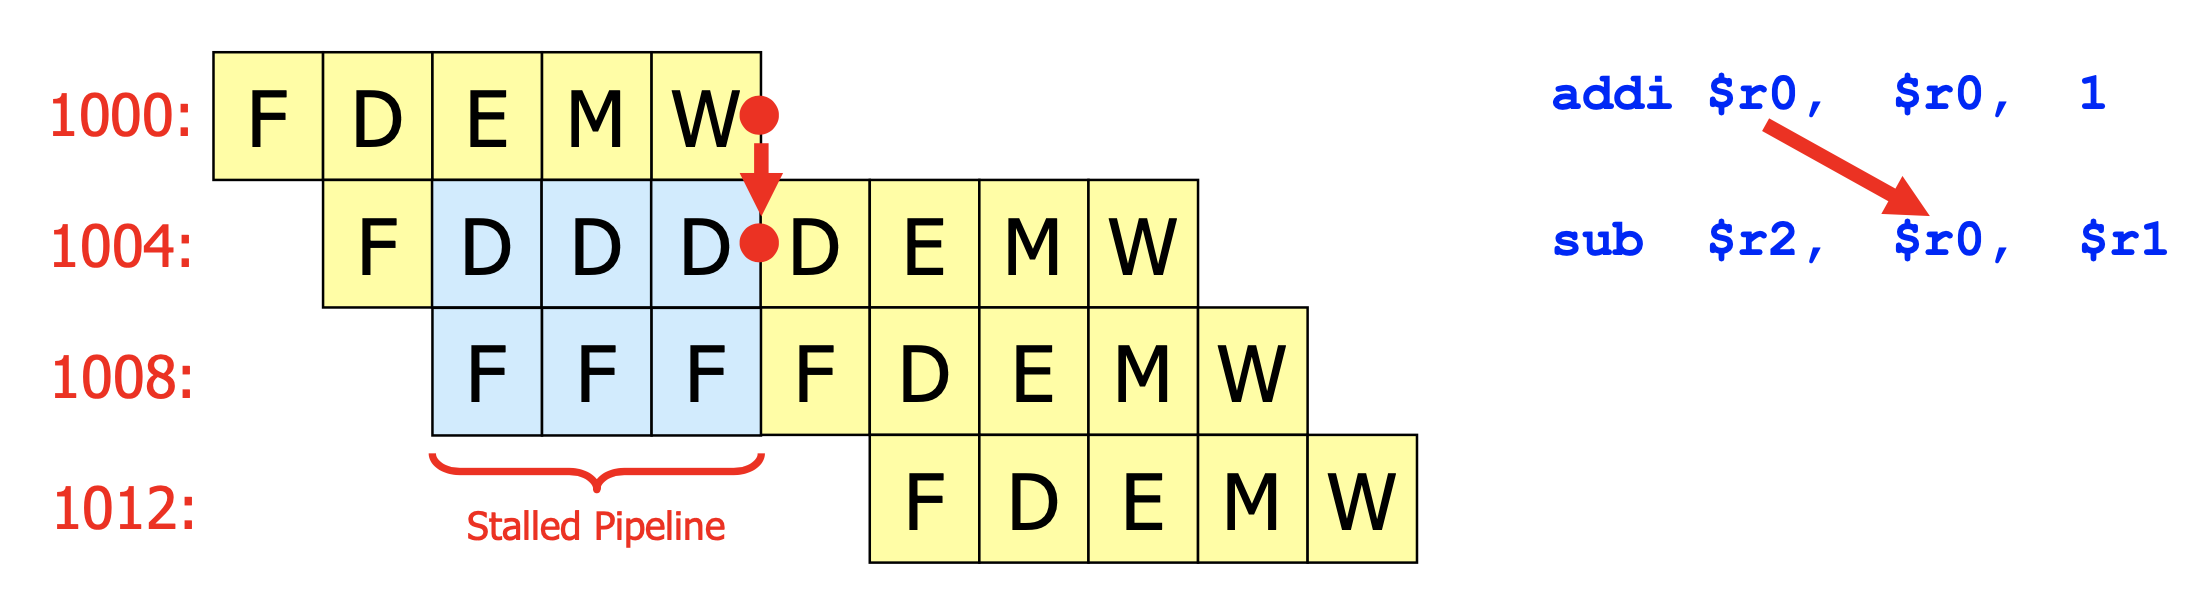 1000: F D E M W addi $r0, $r0, 1
1004: F D D D D E M W sub $r2, $r0, $r1
1008: F F F F D E M W
1012: F D E M W
Stalled Pipeline